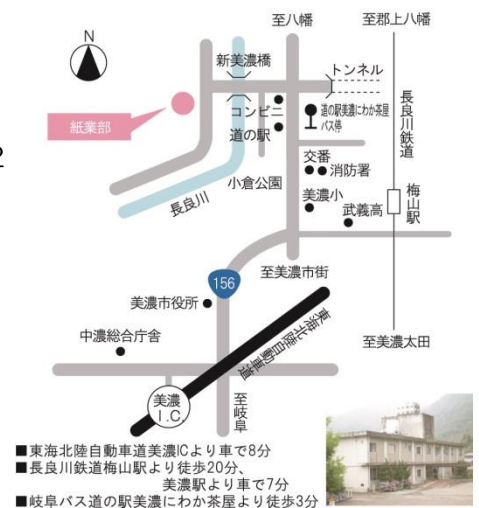 至八幡
至郡上八幡
N
新美濃橋
トンネル
コンビニ
道の駅
道の駅美濃にわか茶屋
バス停
紙業部
長良川鉄道
交番
消防署
小倉公園
美濃小
武義高
梅山駅
長良川
至美濃市街
156
美濃市役所
東海北陸自動車道
中濃総合庁舎
至美濃太田
美濃
I.C
至岐阜
■東海北陸自動車道美濃ICより車で8分
■長良川鉄道梅山駅より徒歩20分、
美濃駅より車で7分
■岐阜バス道の駅美濃にわか茶屋より徒歩3分